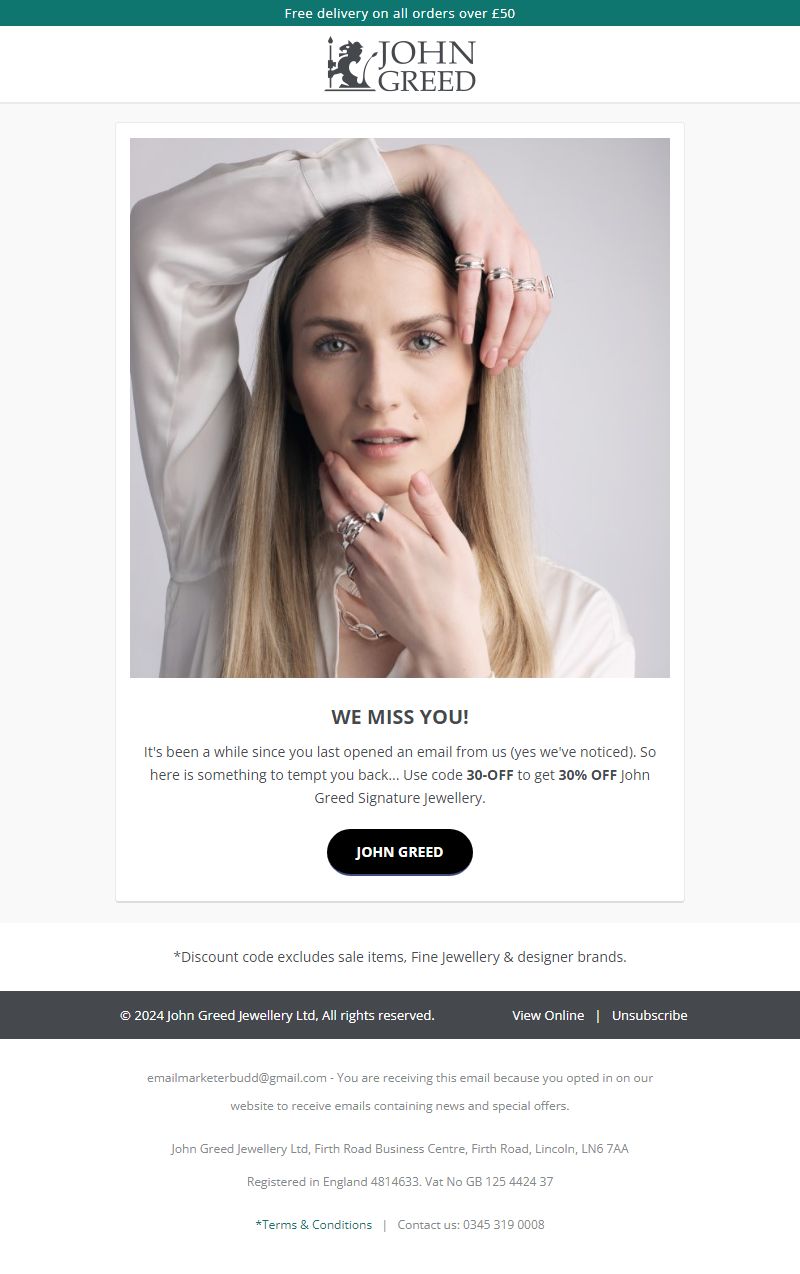 Free delivery on all orders over £50
JOHN
GREED
WE MISS YOU!
It's been a while since you last opened an email from us (yes we've noticed). So
here is something to tempt you back... Use code 30-OFF to get 30% OFF John
Greed Signature Jewellery.
JOHN GREED
*Discount code excludes sale items, Fine Jewellery & designer brands.
© 2024 John Greed Jewellery Ltd, All rights reserved. View Online | Unsubscribe
emailmarketerbudd@gmail.com - You are receiving this email because you opted in on our
website to receive emails containing news and special offers.
John Greed Jewellery Ltd, Firth Road Business Centre, Firth Road, Lincoln, LN6 7AA
Registered in England 4814633. Vat No GB 125 4424 37
*Terms & Conditions | Contact us: 0345 319 0008